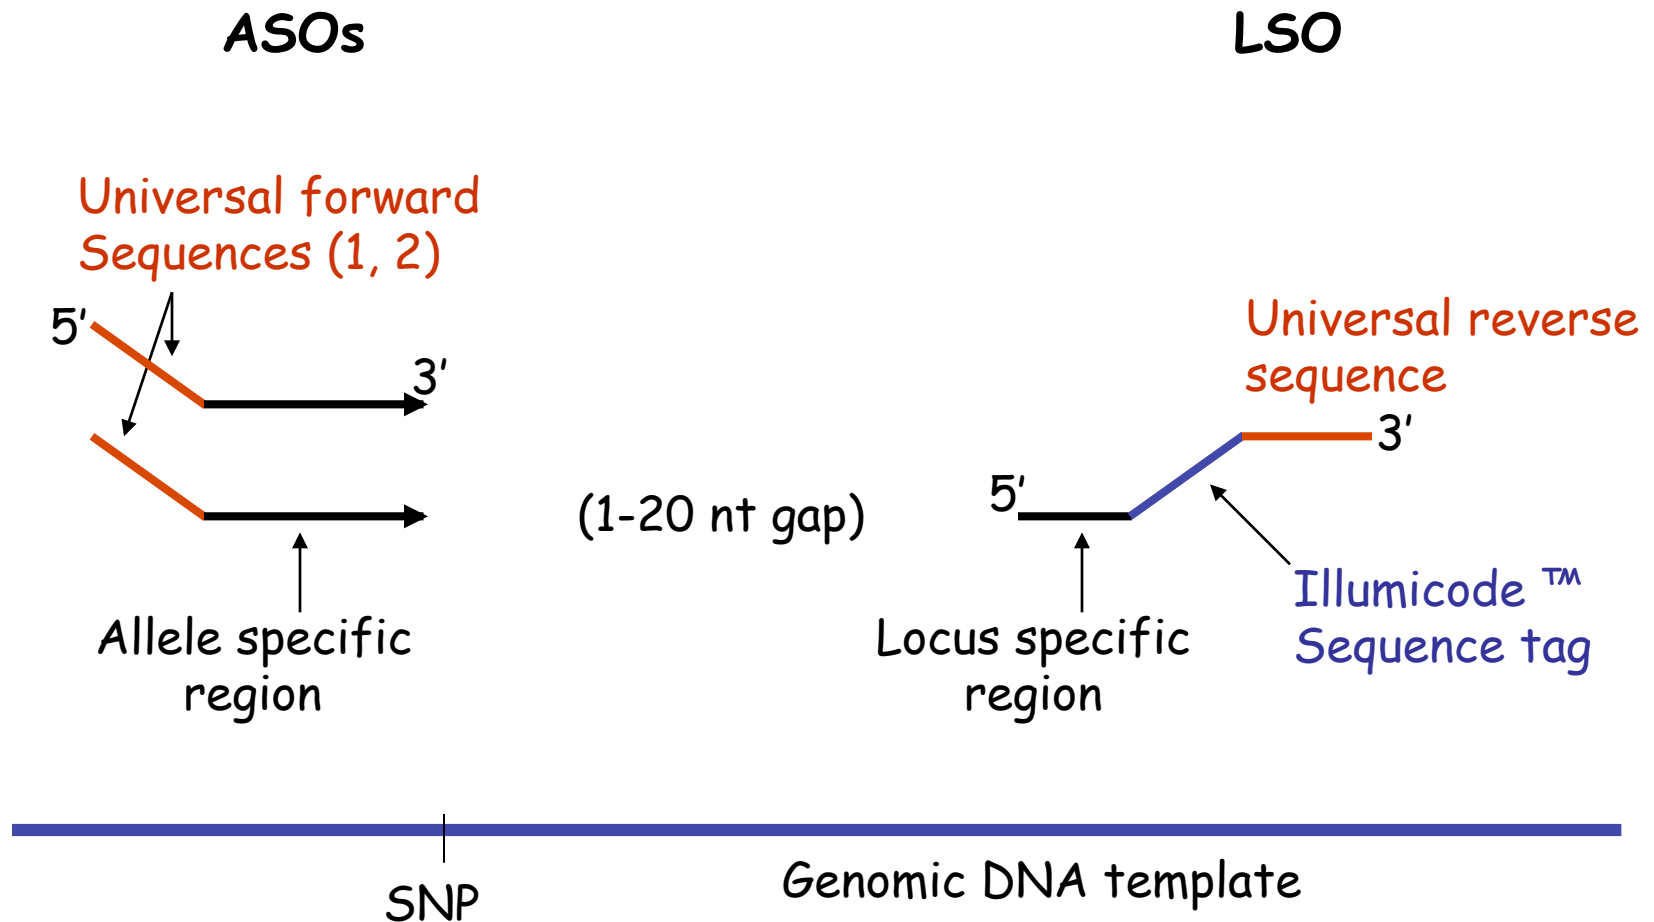 ASOs
LSO
Universal forward
Sequences (1, 2)
5'
3'
Universal reverse
sequence
3'
5'
(1-20 nt gap)
Illumicode ™
Sequence tag
Allele specific
region
Locus specific
region
SNP
Genomic DNA template